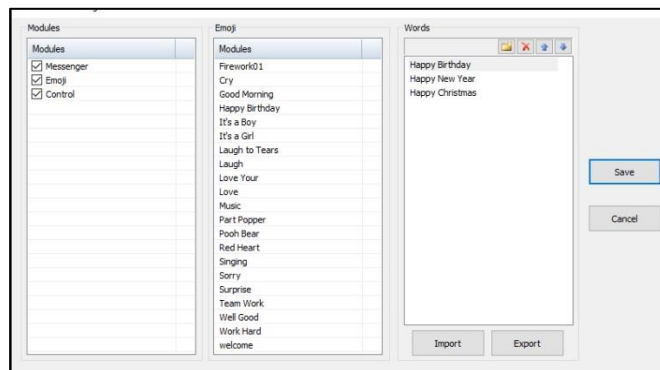 Modules
Modules
Messenger
Emoji
Control
Emoji
Modules
Firework01
Cry
Good Morning
Happy Birthday
It's a Boy
It's a Girl
Laugh to Tears
Laugh
Love Your
Love
Music
Part Popper
Pooh Bear
Red Heart
Singing
Sorry
Surprise
Team Work
Well Good
Work Hard
welcome
Words
Happy Birthday
Happy New Year
Happy Christmas
Import Export
Save
Cancel